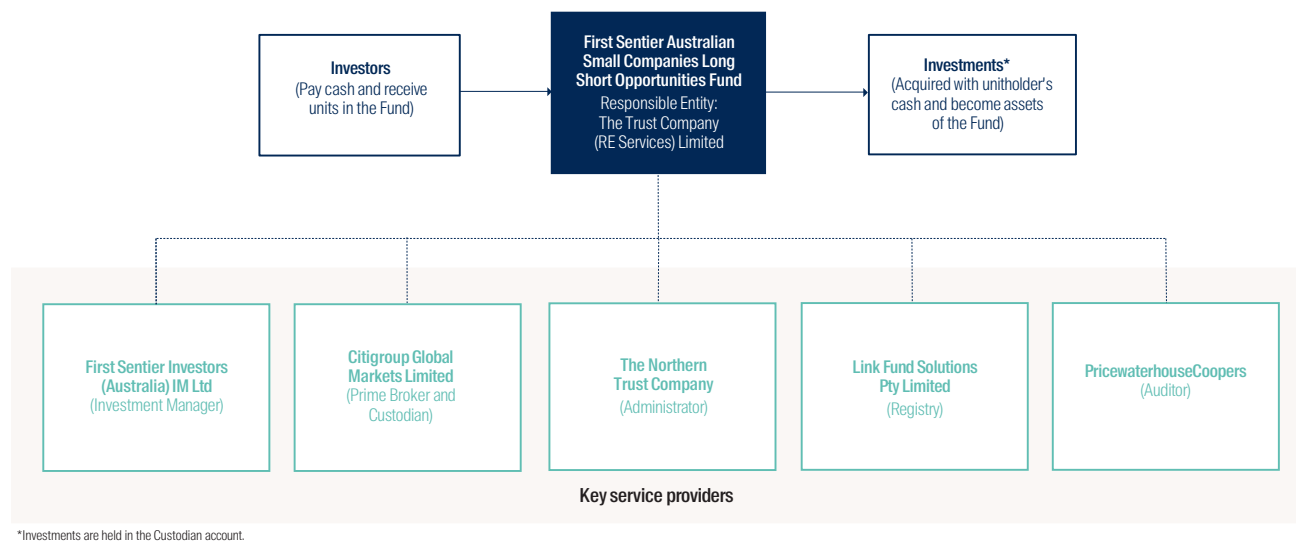 Investors
(Pay cash and receive
units in the Fund)
First Sentier Australian
Small Companies Long
Short Opportunities Fund
Responsible Entity:
The Trust Company
(RE Services) Limited
Investments*
(Acquired with unitholder's
cash and become assets
of the Fund)
First Sentier Investors
(Australia) IM Ltd
(Investment Manager)
Citigroup Global
Markets Limited
(Prime Broker and
Custodian)
The Northern
Trust Company
(Administrator)
Link Fund Solutions
Pty Limited
(Registry)
PricewaterhouseCoopers
(Auditor)
Key service providers
*Investments are held in the Custodian account.